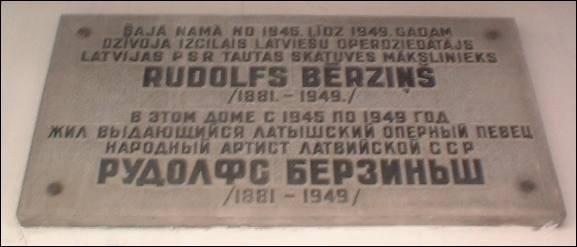 ŠAJĀ NAMĀ NO 1945. LĪDZ 1949. GADAM
DZĪVOJA IZCILAIS LATVIEŠU OPERDZIEDĀTĀJS
LATVIJAS PSR TAUTAS SKATUVES MĀKSLINIEKS
RUDOLFS BĒRZIŅŠ
/1881. - 1949./
В ЭТОМ ДОМЕ С 1945 ПО 1949 ГОД
ЖИЛ ВЫДАЮЩИЙСЯ ЛАТЫШСКИЙ ОПЕРНЫЙ ПЕВЕЦ
НАРОДНЫЙ АРТИСТ ЛАТВИЙСКОЙ ССР
РУДОЛФС БЕРЗИНЬШ
/1881 - 1949/